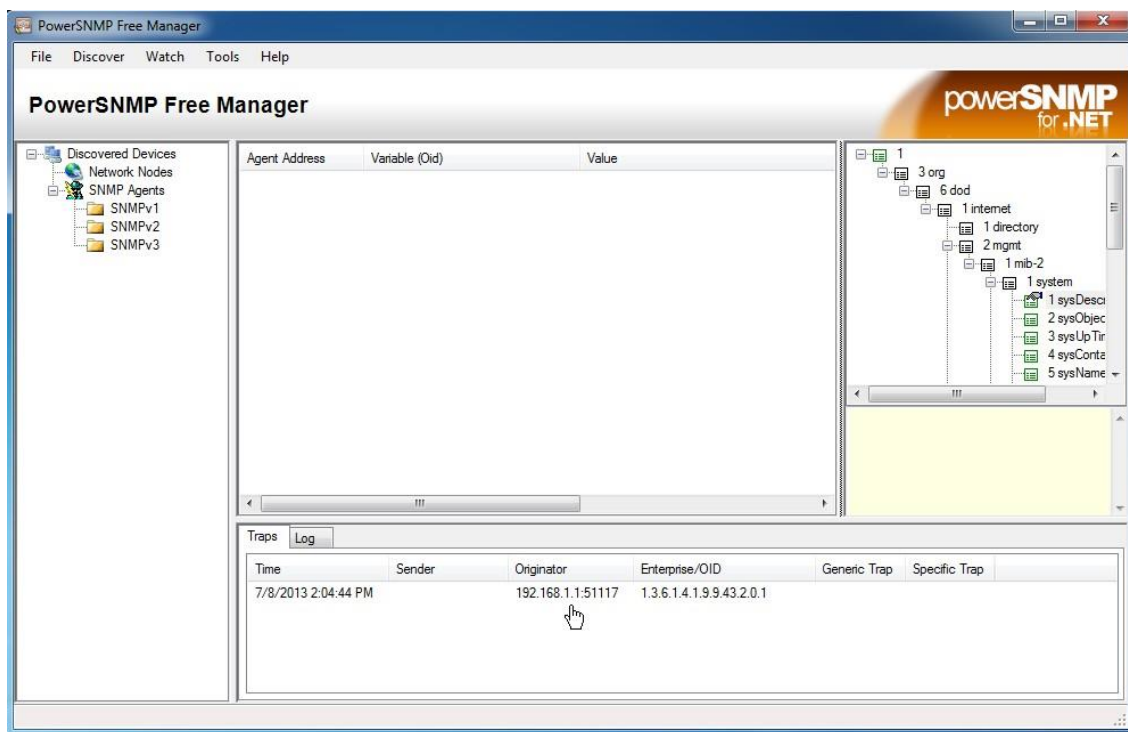 PowerSNMP Free Manager
File Discover Watch Tools Help
PowerSNMP Free Manager
powerSNMP
for .NET
Discovered Devices
Network Nodes
SNMP Agents
SNMPv1
SNMPv2
SNMPv3
Agent Address Variable (Oid) Value
1
3 org
6 dod
1 internet
1 directory
2 mgmt
1 mib-2
1 system
1 sysDescr
2 sysObjec
3 sysUpTir
4 sysConta
5 sysName
Traps Log
Time Sender Originator Enterprise/OID Generic Trap Specific Trap
7/8/2013 2:04:44 PM 192.168.1.1:51117 1.3.6.1.4.1.9.9.43.2.0.1